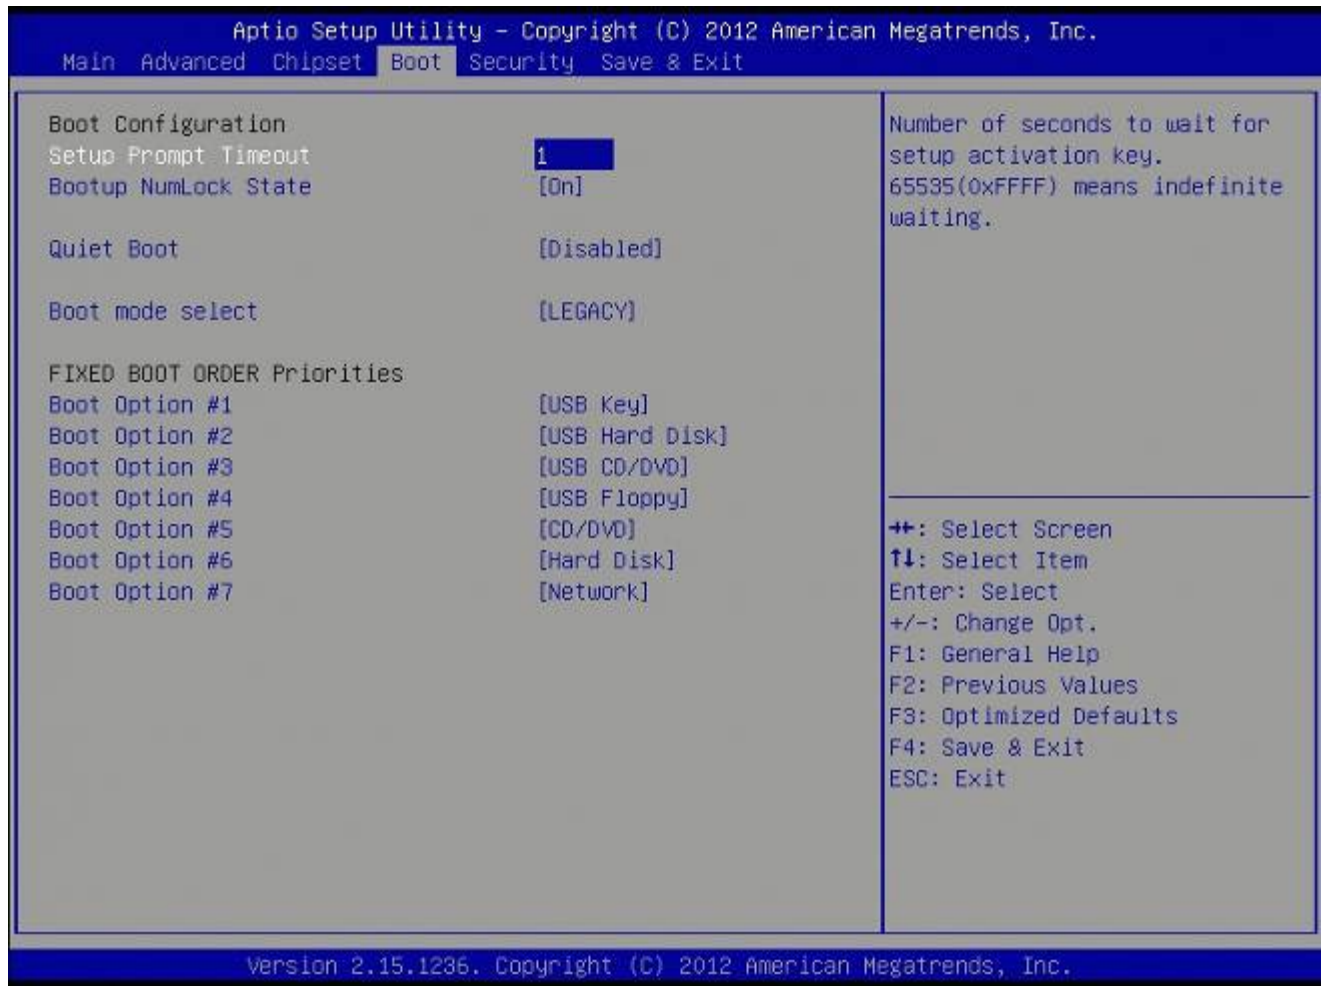 Aptio Setup Utility – Copyright (C) 2012 American Megatrends, Inc.
Main Advanced Chipset Boot Security Save & Exit
Boot Configuration
Setup Prompt Timeout 1
Bootup NumLock State [On]
Quiet Boot [Disabled]
Boot mode select [LEGACY]
FIXED BOOT ORDER Priorities
Boot Option #1 [USB Key]
Boot Option #2 [USB Hard Disk]
Boot Option #3 [USB CD/DVD]
Boot Option #4 [USB Floppy]
Boot Option #5 [CD/DVD]
Boot Option #6 [Hard Disk]
Boot Option #7 [Network]
Number of seconds to wait for
setup activation key.
65535(0xFFFF) means indefinite
waiting.
→←: Select Screen
↑↓: Select Item
Enter: Select
+/-: Change Opt.
F1: General Help
F2: Previous Values
F3: Optimized Defaults
F4: Save & Exit
ESC: Exit
Version 2.15.1236. Copyright (C) 2012 American Megatrends, Inc.